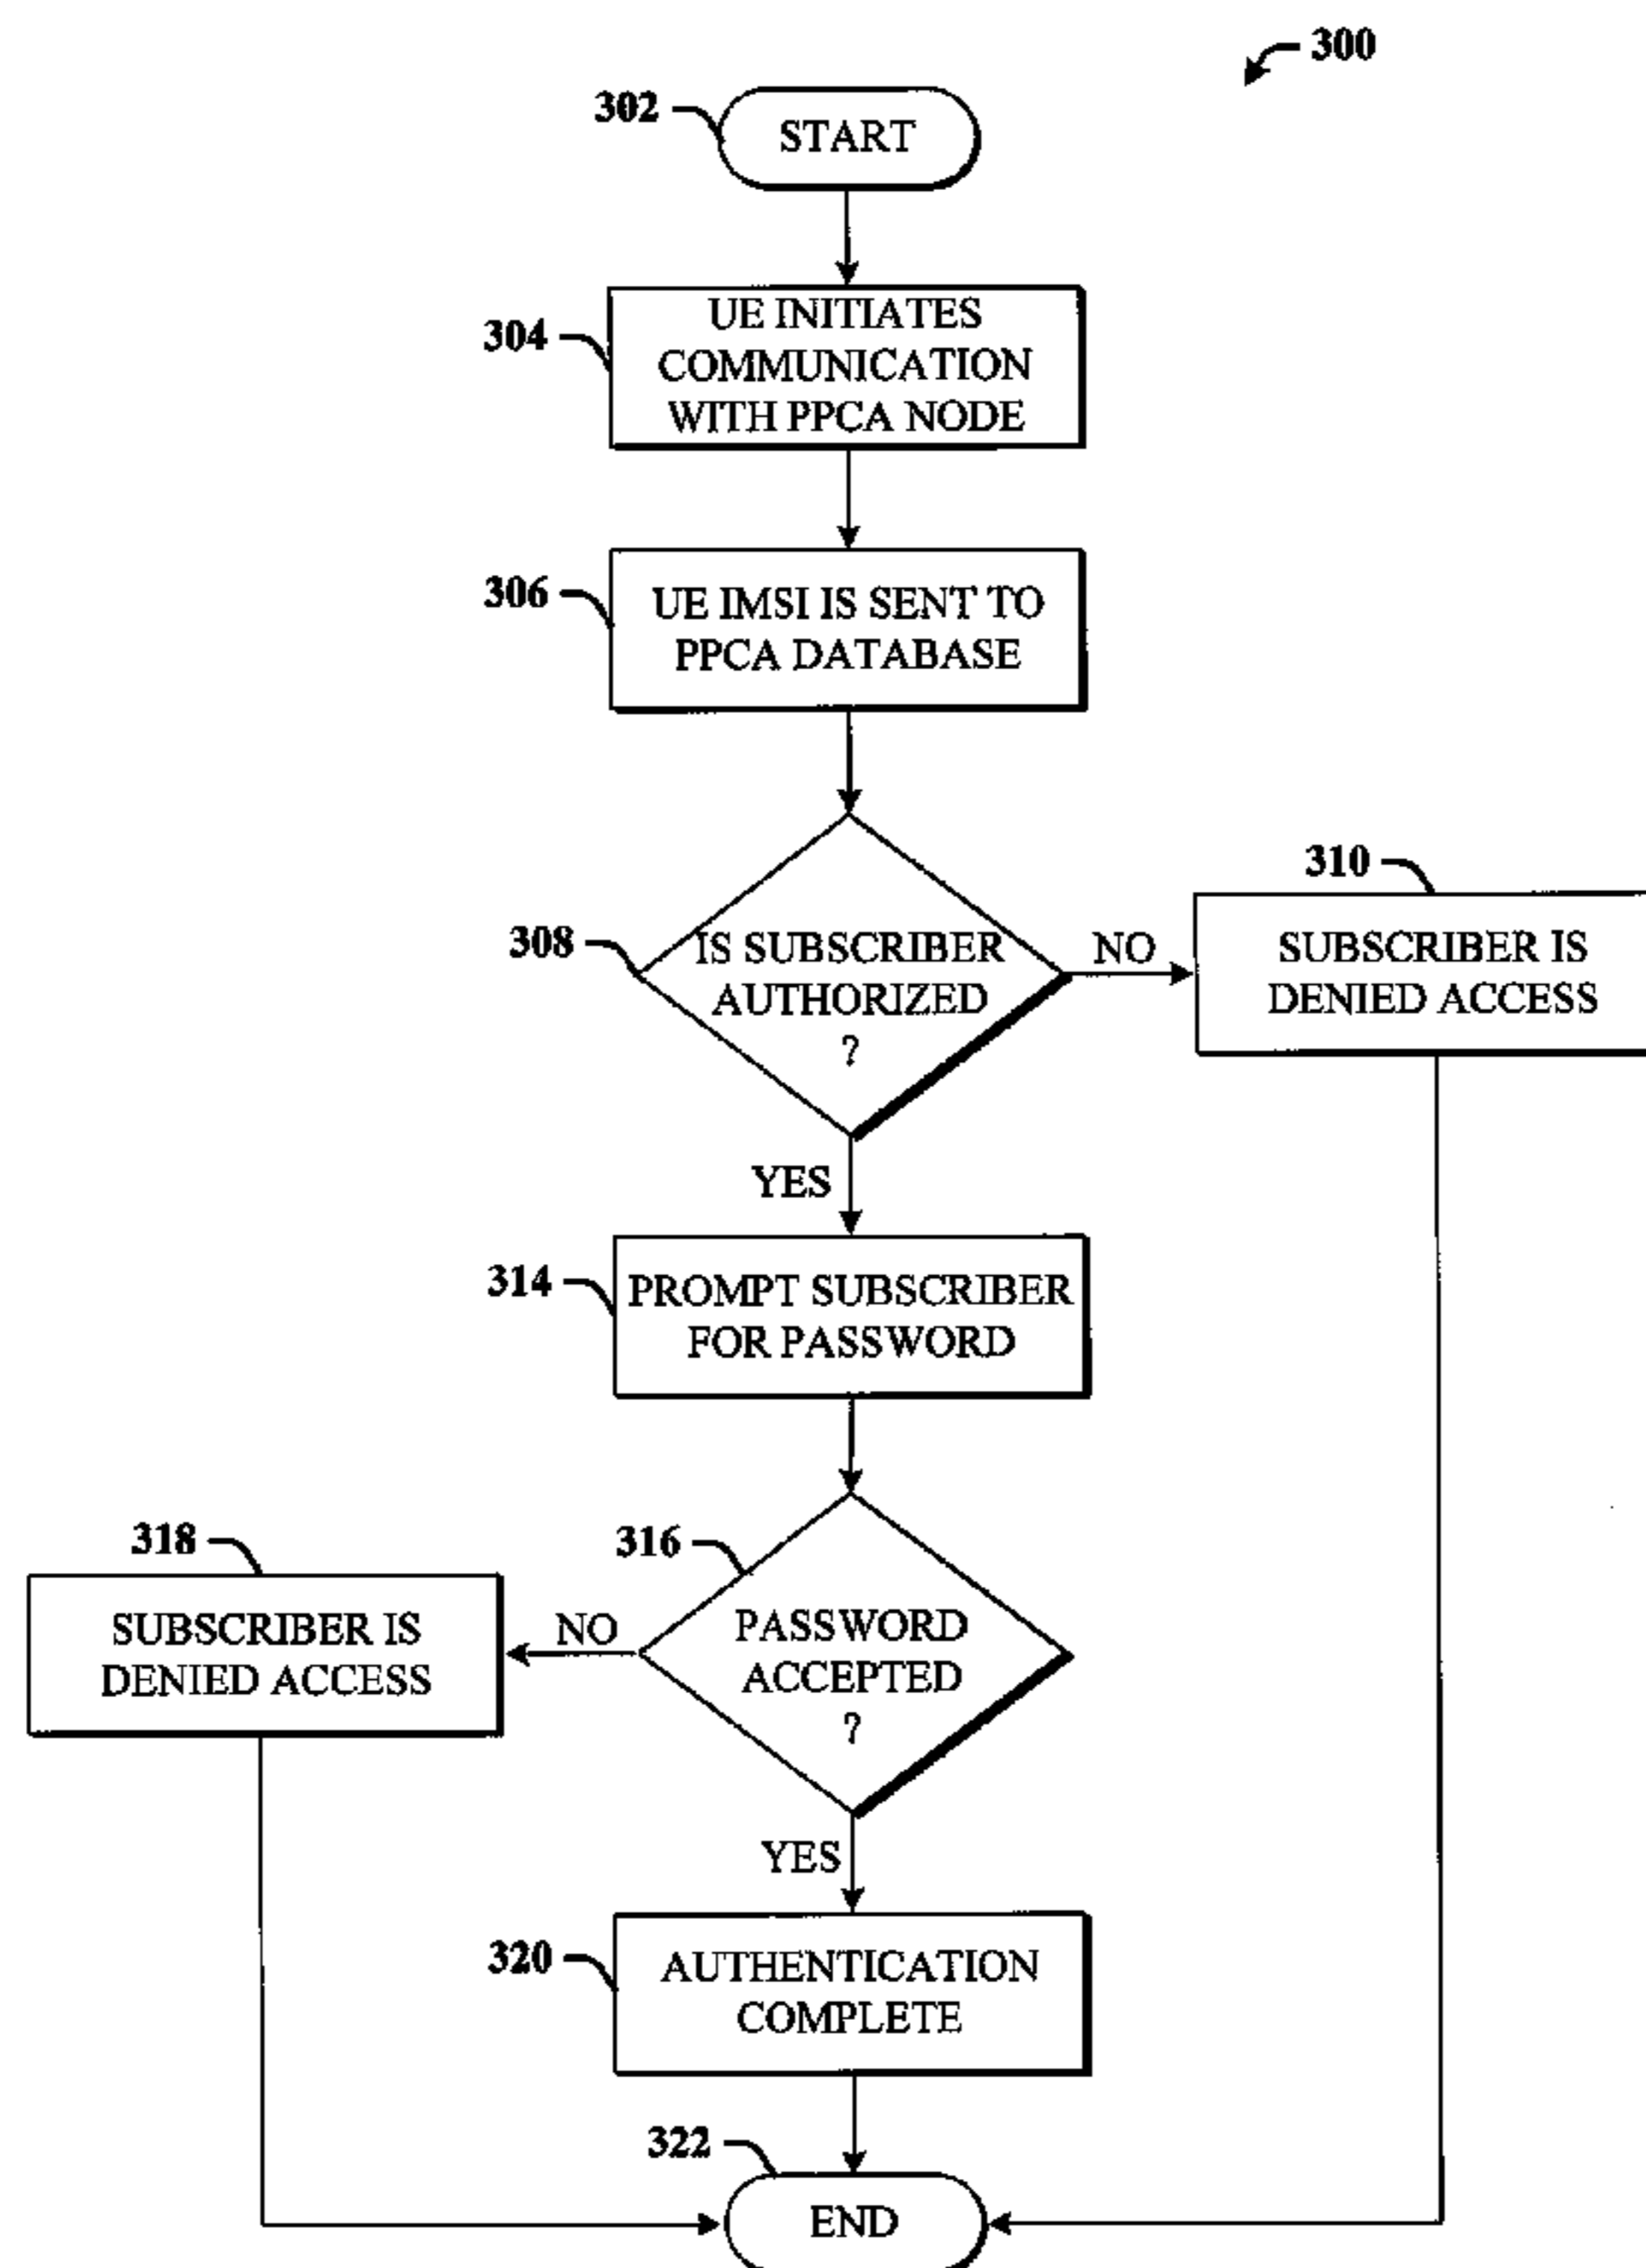 300
302
START
304
UE INITIATES
COMMUNICATION
WITH PPCA NODE
306
UE IMSI IS SENT TO
PPCA DATABASE
308
IS SUBSCRIBER
AUTHORIZED
?
NO
310
SUBSCRIBER IS
DENIED ACCESS
YES
314
PROMPT SUBSCRIBER
FOR PASSWORD
316
PASSWORD
ACCEPTED
?
NO
318
SUBSCRIBER IS
DENIED ACCESS
YES
320
AUTHENTICATION
COMPLETE
322
END